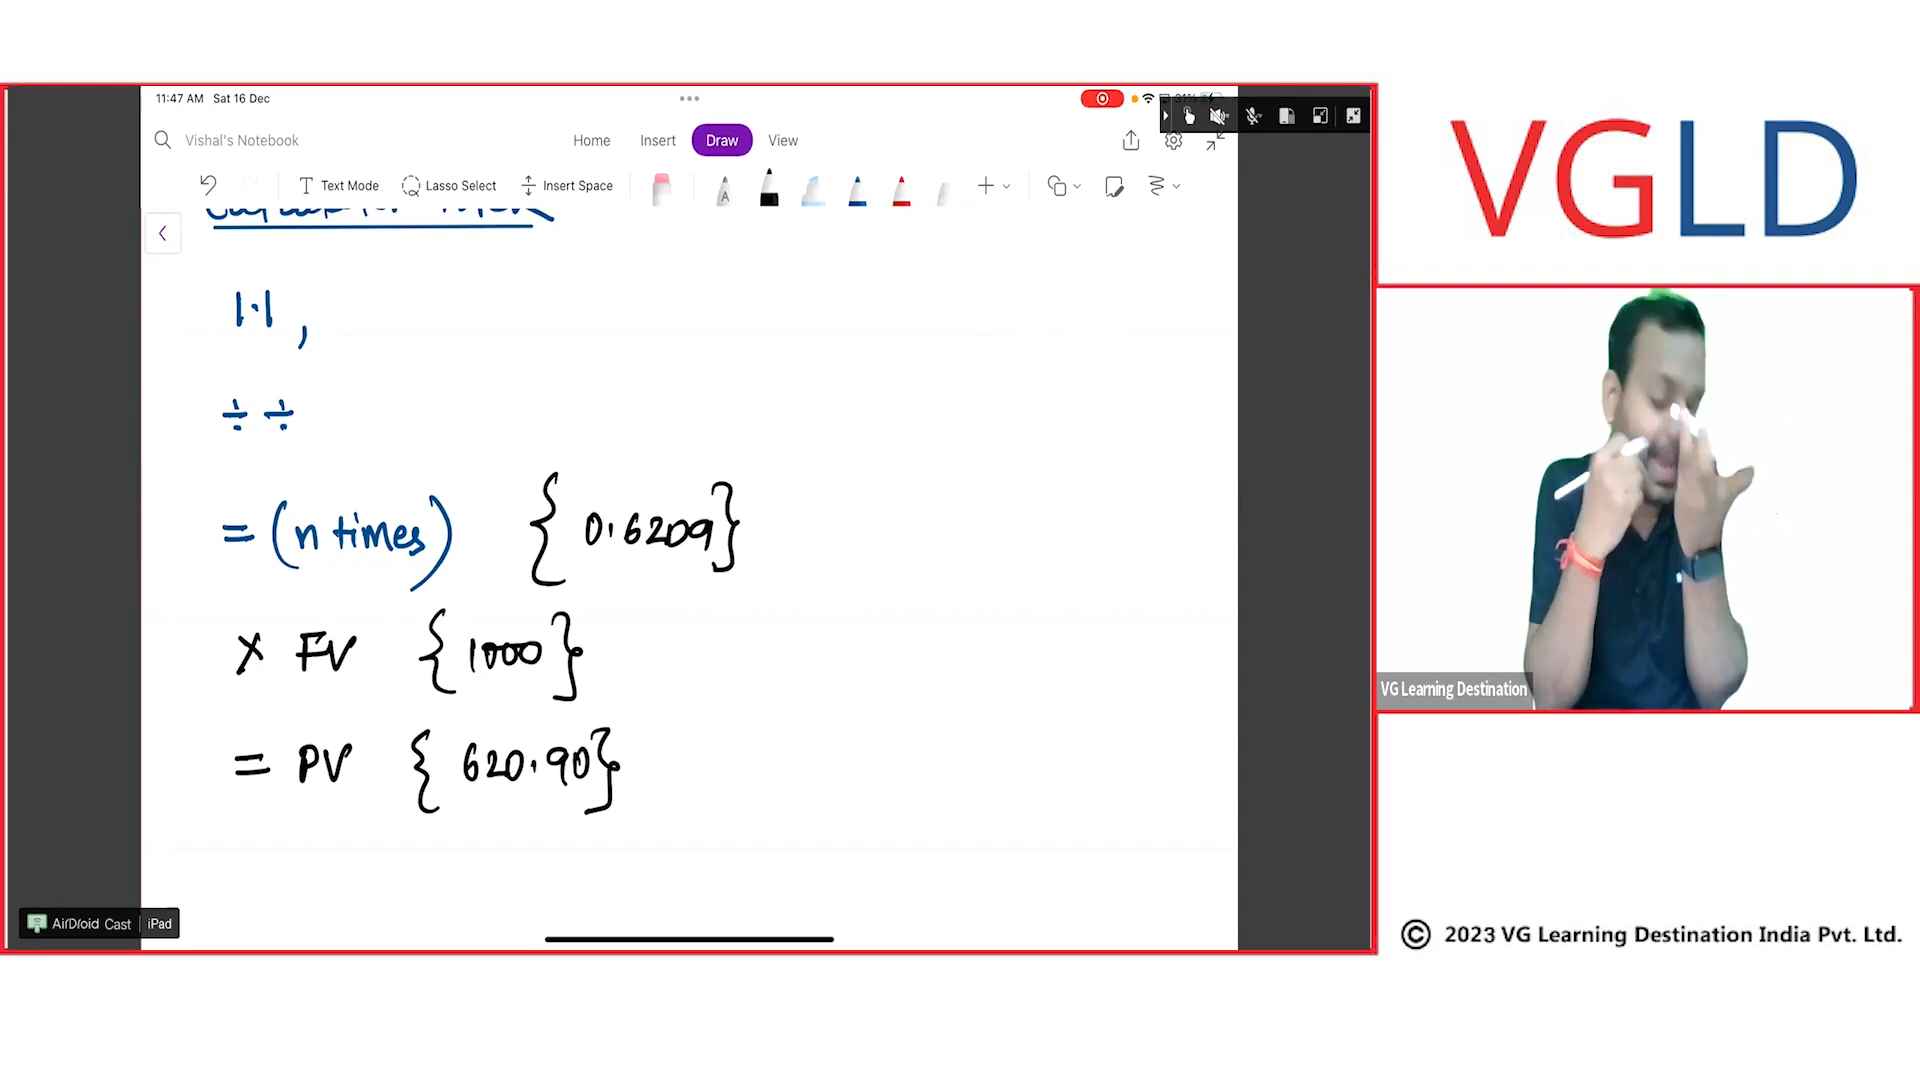 11:47 AM Sat 16 Dec
31%
Vishal's Notebook
Home Insert Draw View
Text Mode Lasso Select Insert Space
1.1 ,
÷ ÷
= (n times) { 0.6209 }
× FV { 1000 }
= PV { 620.90 }
AirDroid Cast iPad
VGLD
VG Learning Destination
© 2023 VG Learning Destination India Pvt. Ltd.